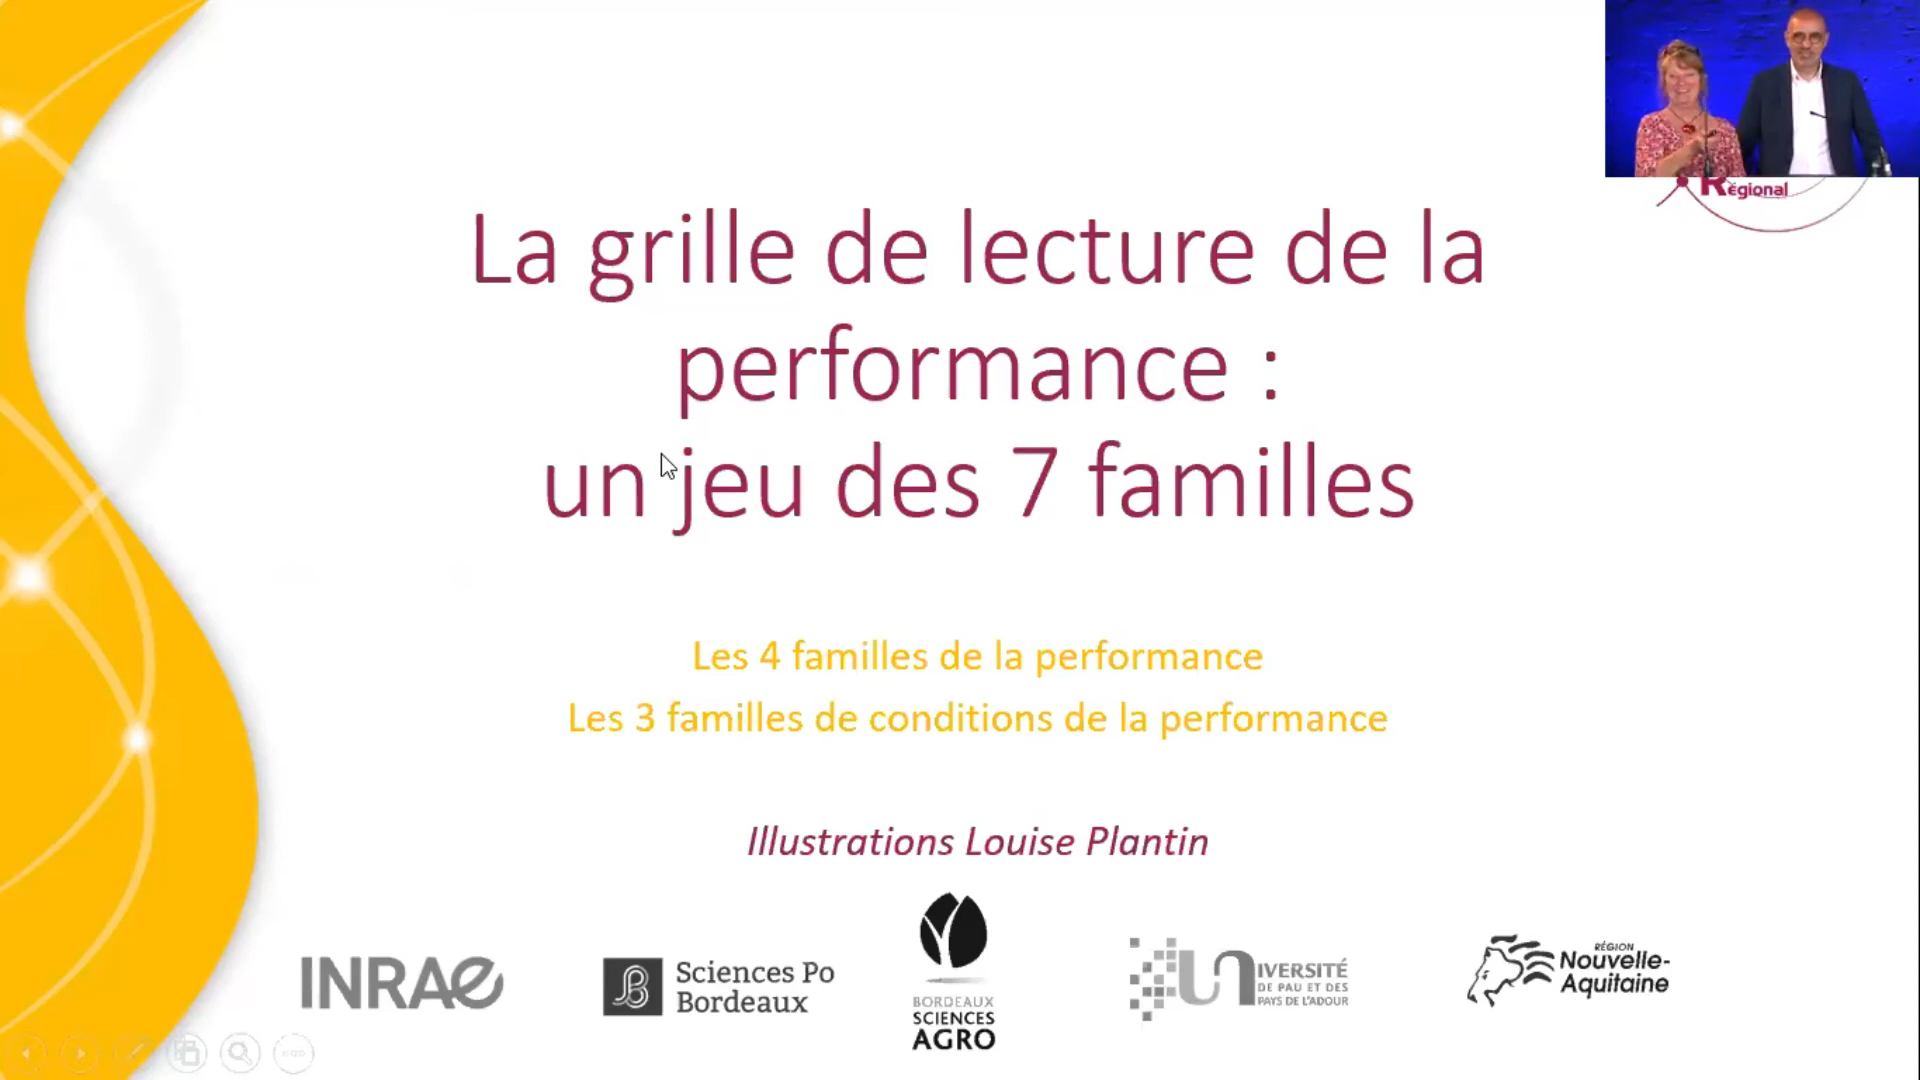 Régional
La grille de lecture de la
performance :
un jeu des 7 familles
Les 4 familles de la performance
Les 3 familles de conditions de la performance
Illustrations Louise Plantin
INRAE
Sciences Po
Bordeaux
BORDEAUX
SCIENCES
AGRO
UNIVERSITÉ
DE PAU ET DES
PAYS DE L'ADOUR
RÉGION
Nouvelle-
Aquitaine